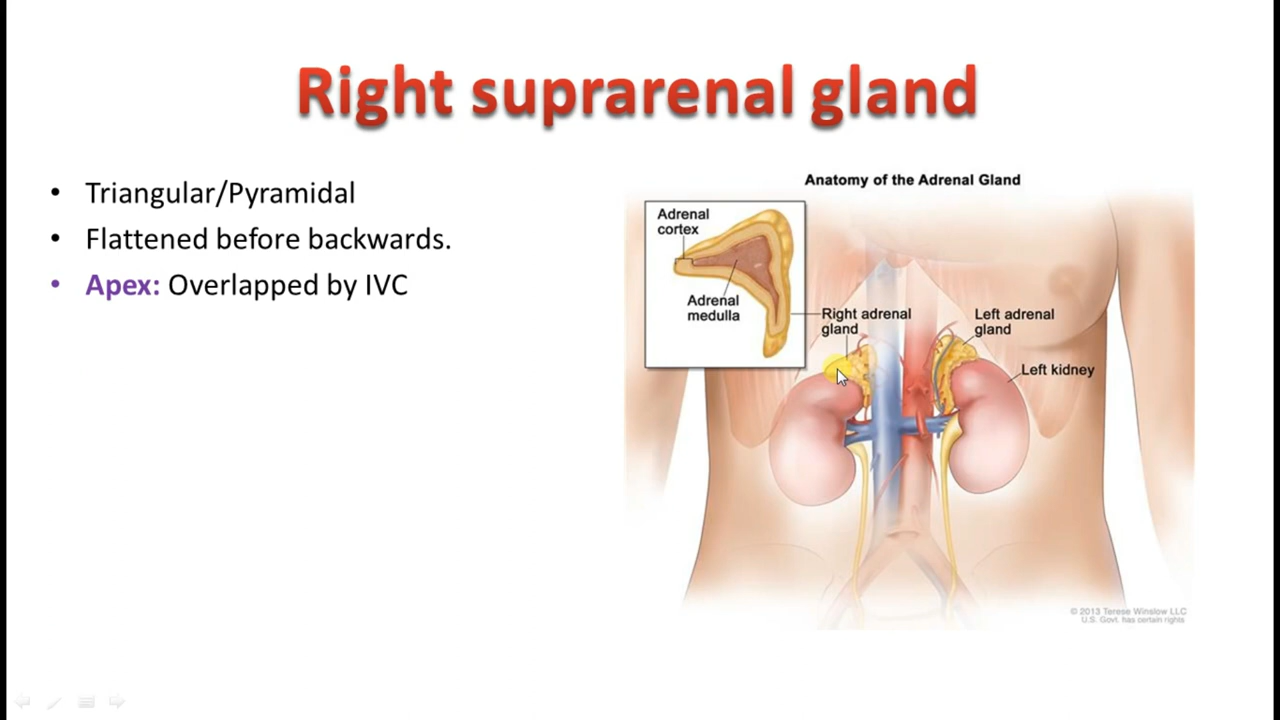 Right suprarenal gland
• Triangular/Pyramidal
• Flattened before backwards.
• Apex: Overlapped by IVC
Anatomy of the Adrenal Gland
Adrenal
cortex
Adrenal
medulla
Right adrenal
gland
Left adrenal
gland
Left kidney
© 2013 Terese Winslow LLC
U.S. Govt. has certain rights